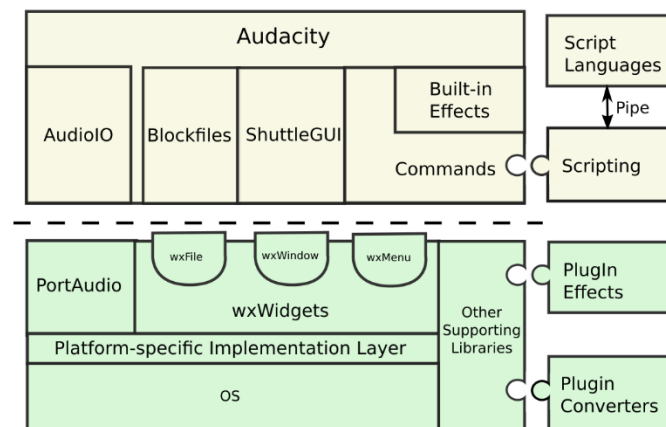 Audacity
Script
Languages
Built-in
Effects
Pipe
AudioIO
Blockfiles
ShuttleGUI
Commands
Scripting
wxFile
wxWindow
wxMenu
PortAudio
wxWidgets
PlugIn
Effects
Other
Supporting
Libraries
Platform-specific Implementation Layer
OS
Plugin
Converters